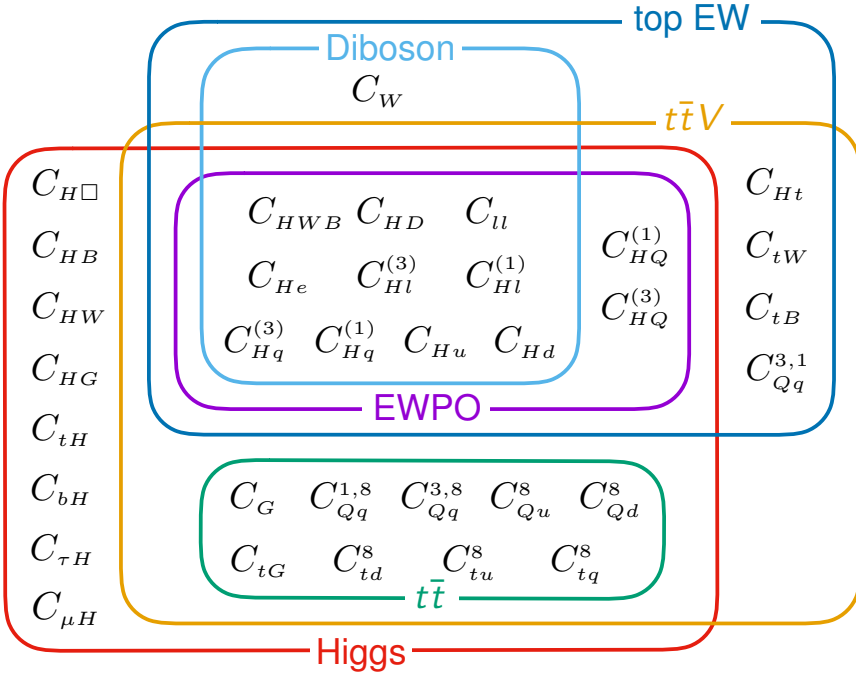 top EW
Diboson
C_W
tt̄V
C_{H□}
C_{HWB} C_{HD} C_{ll}
C_{Ht}
C_{HB}
C_{HQ}^{(1)}
C_{tW}
C_{He} C_{Hl}^{(3)} C_{Hl}^{(1)}
C_{HW}
C_{HQ}^{(3)}
C_{tB}
C_{Hq}^{(3)} C_{Hq}^{(1)} C_{Hu} C_{Hd}
C_{HG}
C_{Qq}^{3,1}
EWPO
C_{tH}
C_{bH}
C_G C_{Qq}^{1,8} C_{Qq}^{3,8} C_{Qu}^8 C_{Qd}^8
C_{τH}
C_{tG} C_{td}^8 C_{tu}^8 C_{tq}^8
tt̄
C_{μH}
Higgs